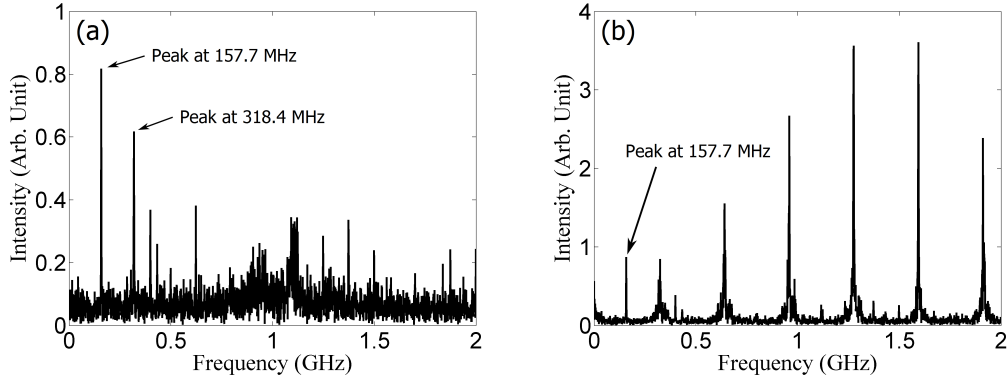 (a)
Peak at 157.7 MHz
Peak at 318.4 MHz
Intensity (Arb. Unit)
1
0.8
0.6
0.4
0.2
0
0 0.5 1 1.5 2
Frequency (GHz)
(b)
Peak at 157.7 MHz
Intensity (Arb. Unit)
4
3
2
1
0
0 0.5 1 1.5 2
Frequency (GHz)